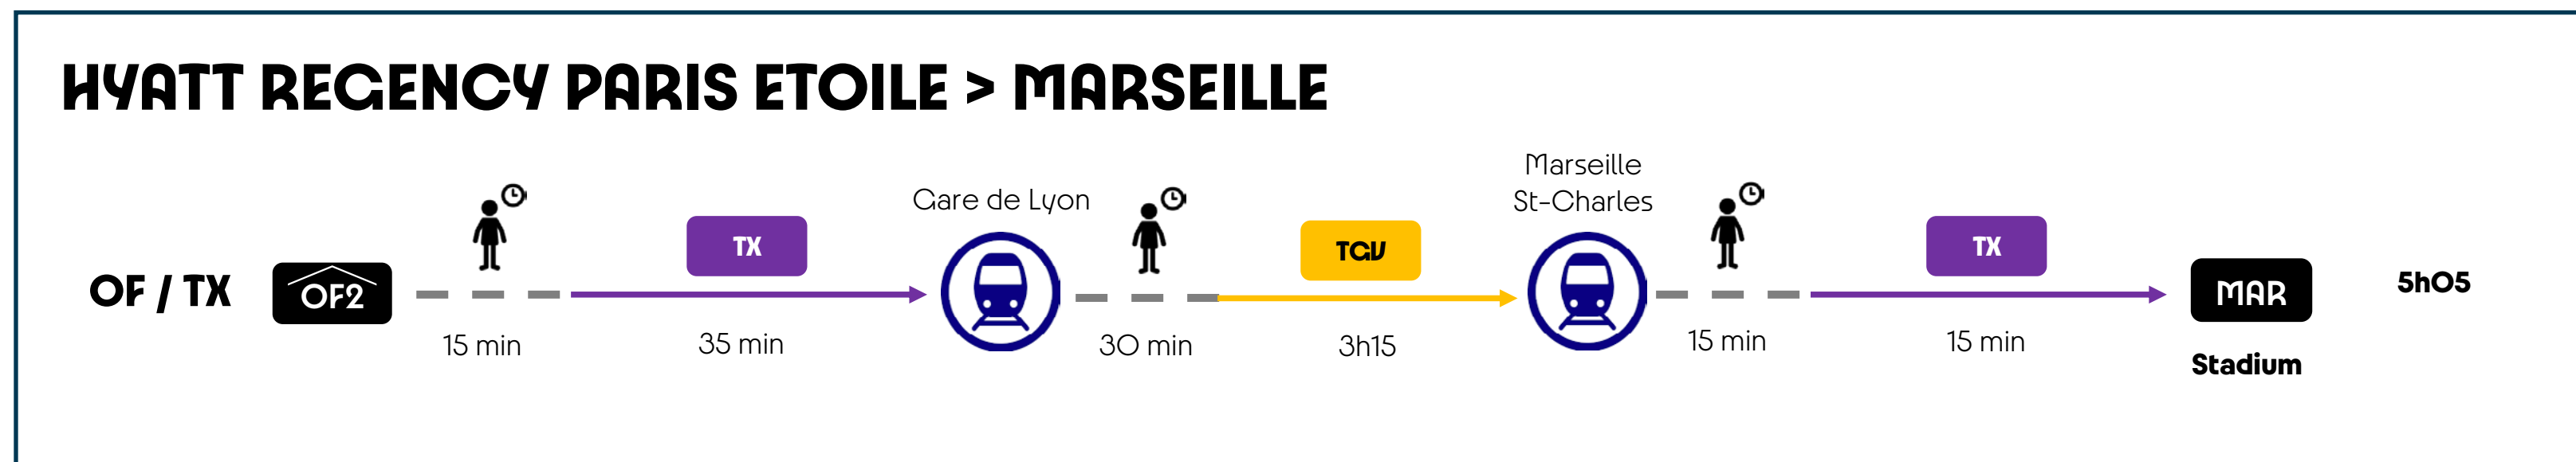 HYATT REGENCY PARIS ETOILE > MARSEILLE
OF / TX
OF2
15 min
TX
35 min
Gare de Lyon
30 min
TGV
3h15
Marseille
St-Charles
15 min
TX
15 min
MAR
Stadium
5h05